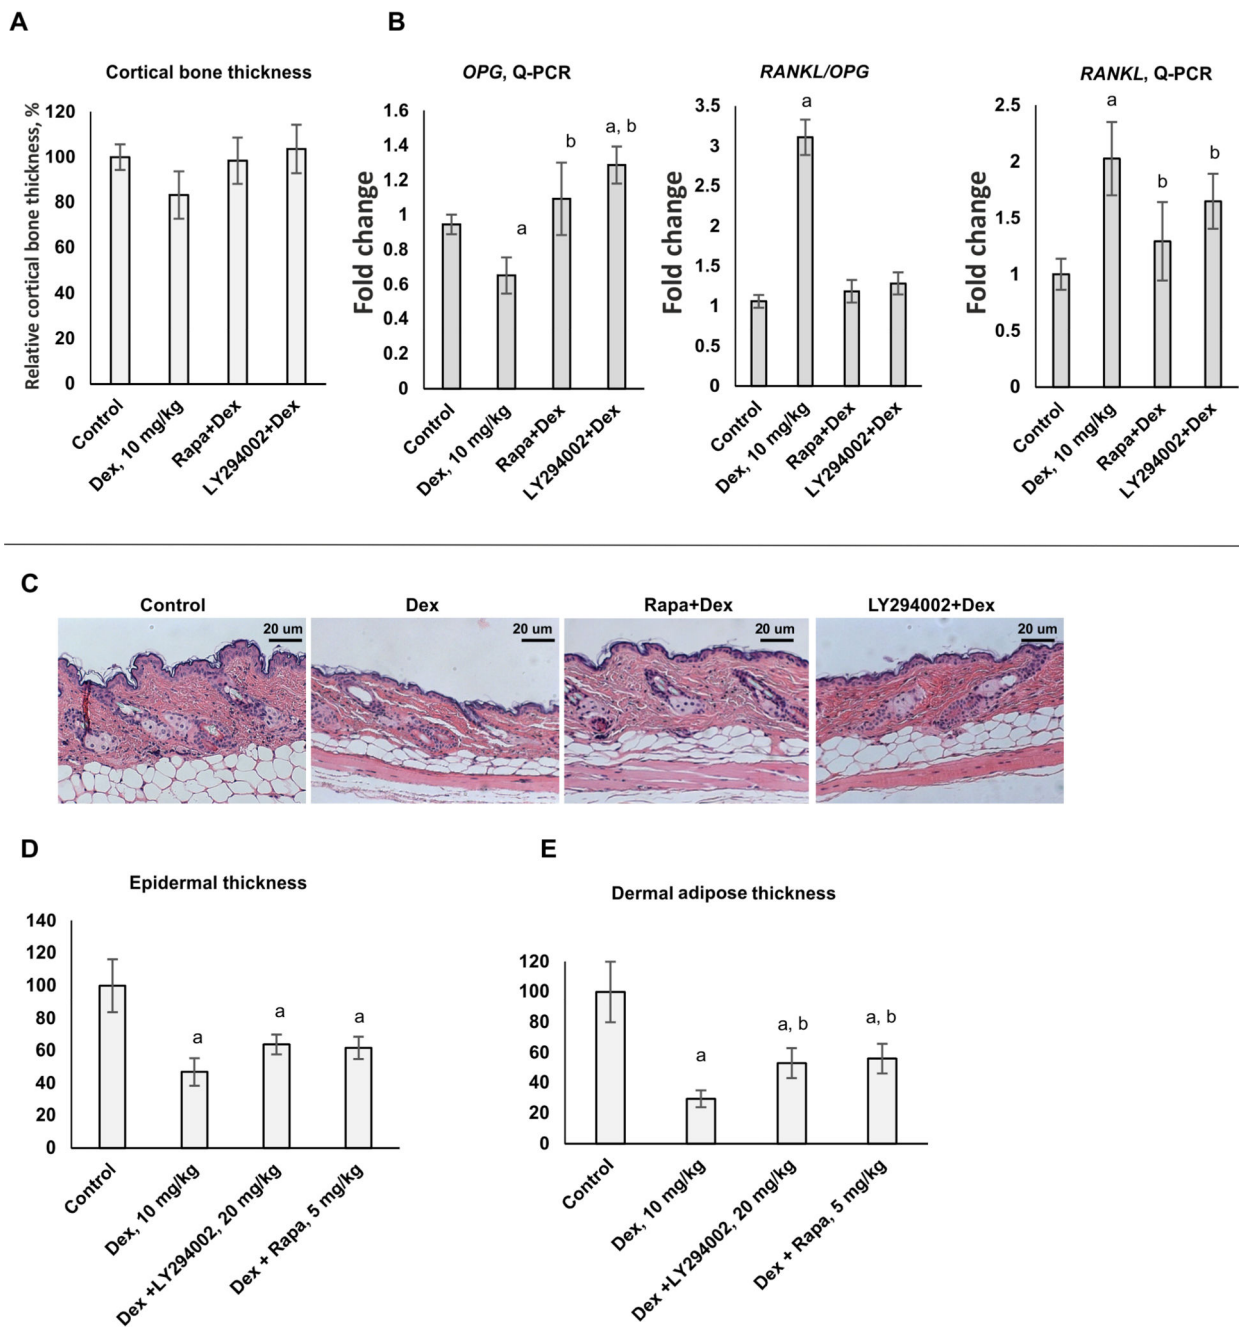 A
B
Cortical bone thickness
OPG, Q-PCR
RANKL/OPG
RANKL, Q-PCR
Relative cortical bone thickness, %
120
100
80
60
40
20
0
Control
Dex, 10 mg/kg
Rapa+Dex
LY294002+Dex
Fold change
1.6
1.4
1.2
1
0.8
0.6
0.4
0.2
0
a
b
a, b
Control
Dex, 10 mg/kg
Rapa+Dex
LY294002+Dex
Fold change
3.5
3
2.5
2
1.5
1
0.5
0
a
Control
Dex, 10 mg/kg
Rapa+Dex
LY294002+Dex
Fold change
2.5
2
1.5
1
0.5
0
a
b
b
Control
Dex, 10 mg/kg
Rapa+Dex
LY294002+Dex
C
Control
Dex
Rapa+Dex
LY294002+Dex
20 um
20 um
20 um
20 um
D
Epidermal thickness
140
120
100
80
60
40
20
0
a
a
a
Control
Dex, 10 mg/kg
Dex +LY294002, 20 mg/kg
Dex + Rapa, 5 mg/kg
E
Dermal adipose thickness
120
100
80
60
40
20
0
a
a, b
a, b
Control
Dex, 10 mg/kg
Dex +LY294002, 20 mg/kg
Dex + Rapa, 5 mg/kg